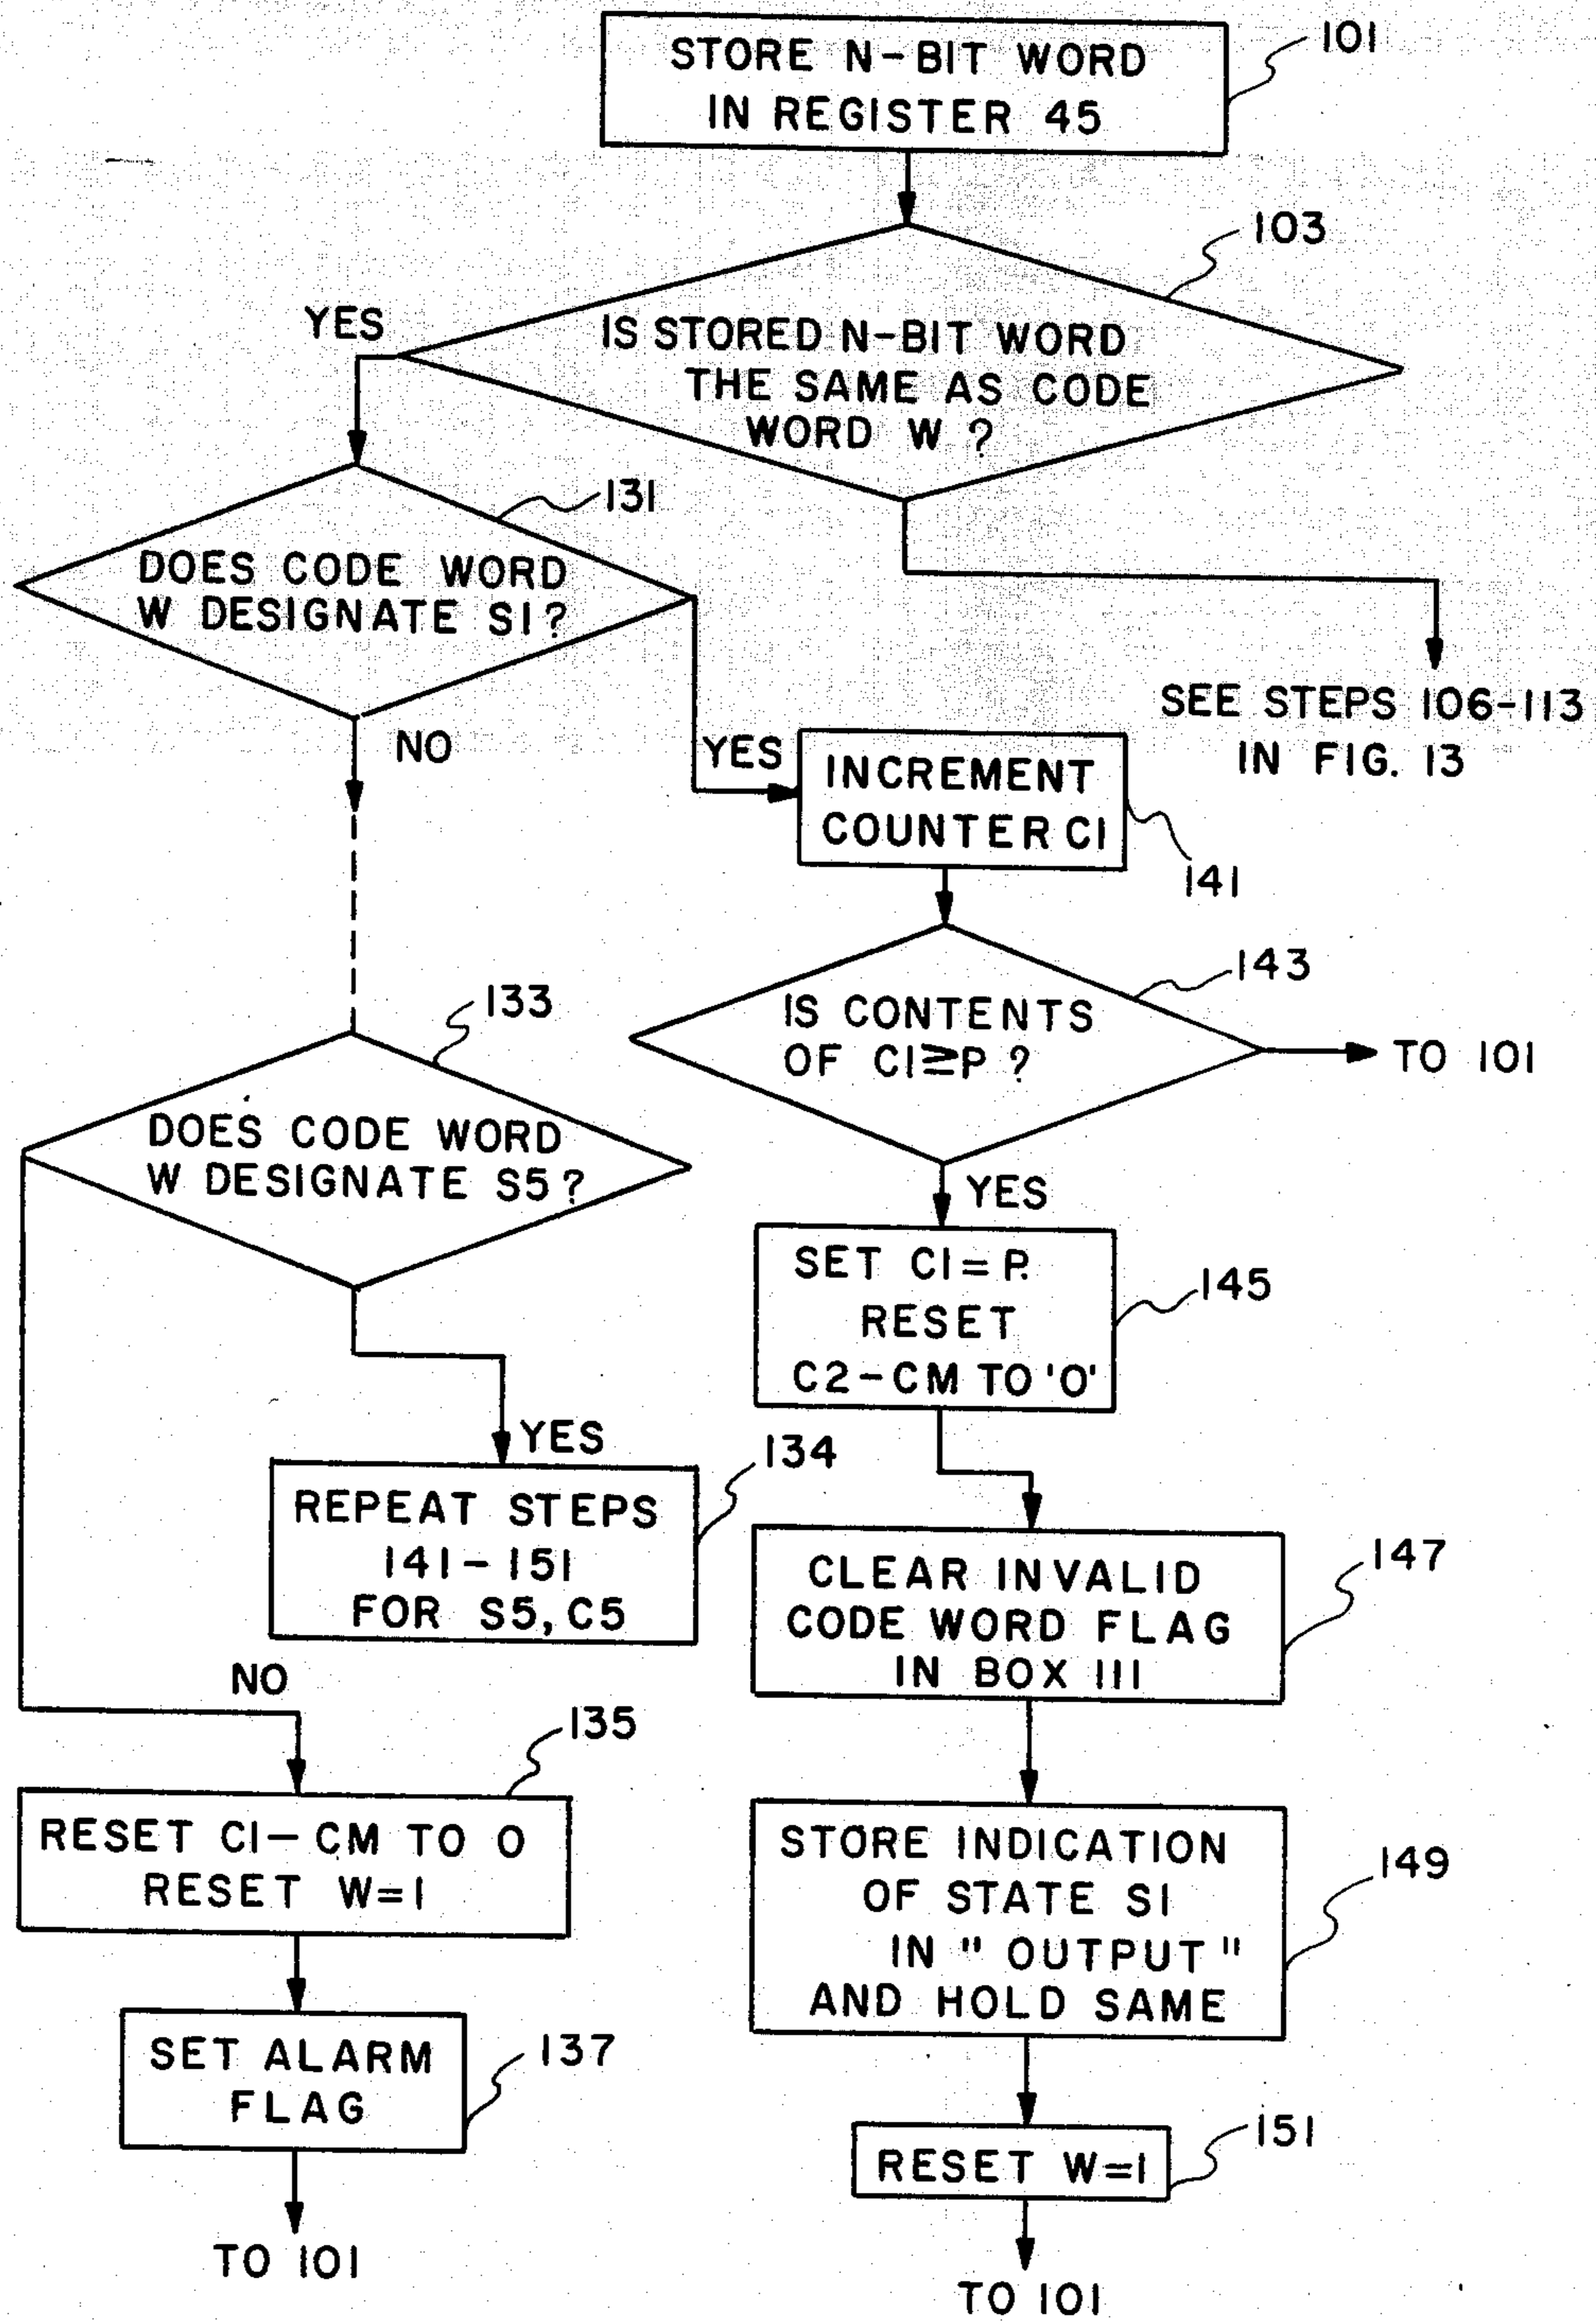 STORE N-BIT WORD
IN REGISTER 45
101
103
YES
IS STORED N-BIT WORD
THE SAME AS CODE
WORD W ?
131
DOES CODE WORD
W DESIGNATE S1?
SEE STEPS 106-113
IN FIG. 13
NO
YES
INCREMENT
COUNTER C1
141
143
IS CONTENTS
OF C1≥P ?
TO 101
133
DOES CODE WORD
W DESIGNATE S5?
YES
SET C1=P.
RESET
C2-CM TO 'O'
145
YES
134
REPEAT STEPS
141-151
FOR S5, C5
CLEAR INVALID
CODE WORD FLAG
IN BOX 111
147
NO
135
RESET C1-CM TO O
RESET W=1
STORE INDICATION
OF STATE S1
IN "OUTPUT"
AND HOLD SAME
149
SET ALARM
FLAG
137
RESET W=1
151
TO 101
TO 101